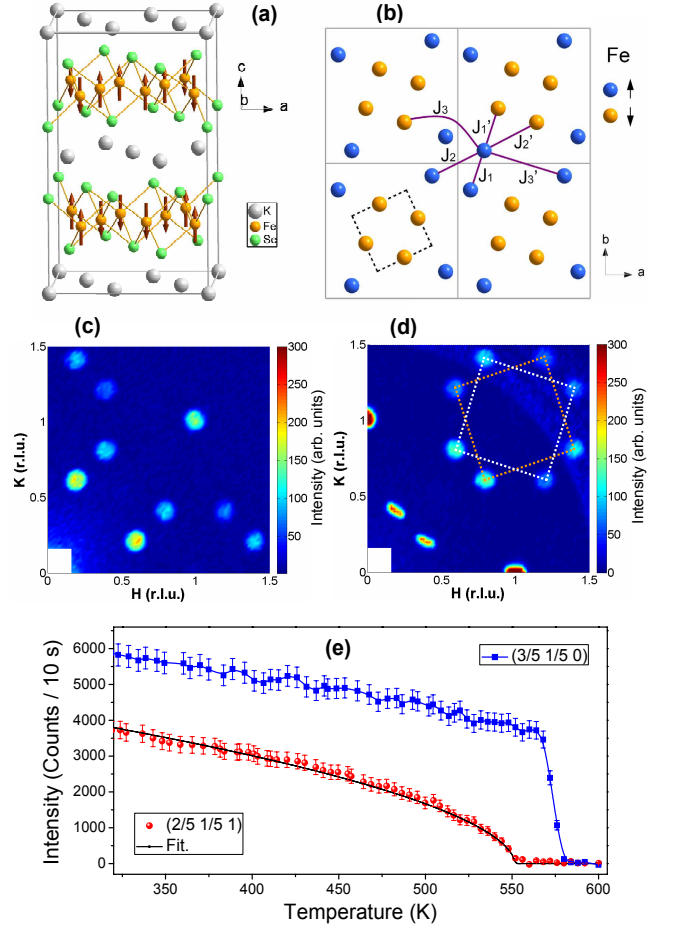 (a)
c
b
a
K
Fe
Se
(b)
Fe
J3
J1'
J2'
J2
J1
J3'
b
a
(c)
1.5
1
0.5
0
K (r.l.u.)
0.5
1
1.5
H (r.l.u.)
300
250
200
150
100
50
0
Intensity (arb. units)
(d)
1.5
1
0.5
0
K (r.l.u.)
0
0.5
1
1.5
H (r.l.u.)
300
250
200
150
100
50
0
Intensity (arb. units)
(e)
(3/5 1/5 0)
(2/5 1/5 1)
Fit.
6000
5000
4000
3000
2000
1000
0
Intensity (Counts / 10 s)
350
400
450
500
550
600
Temperature (K)